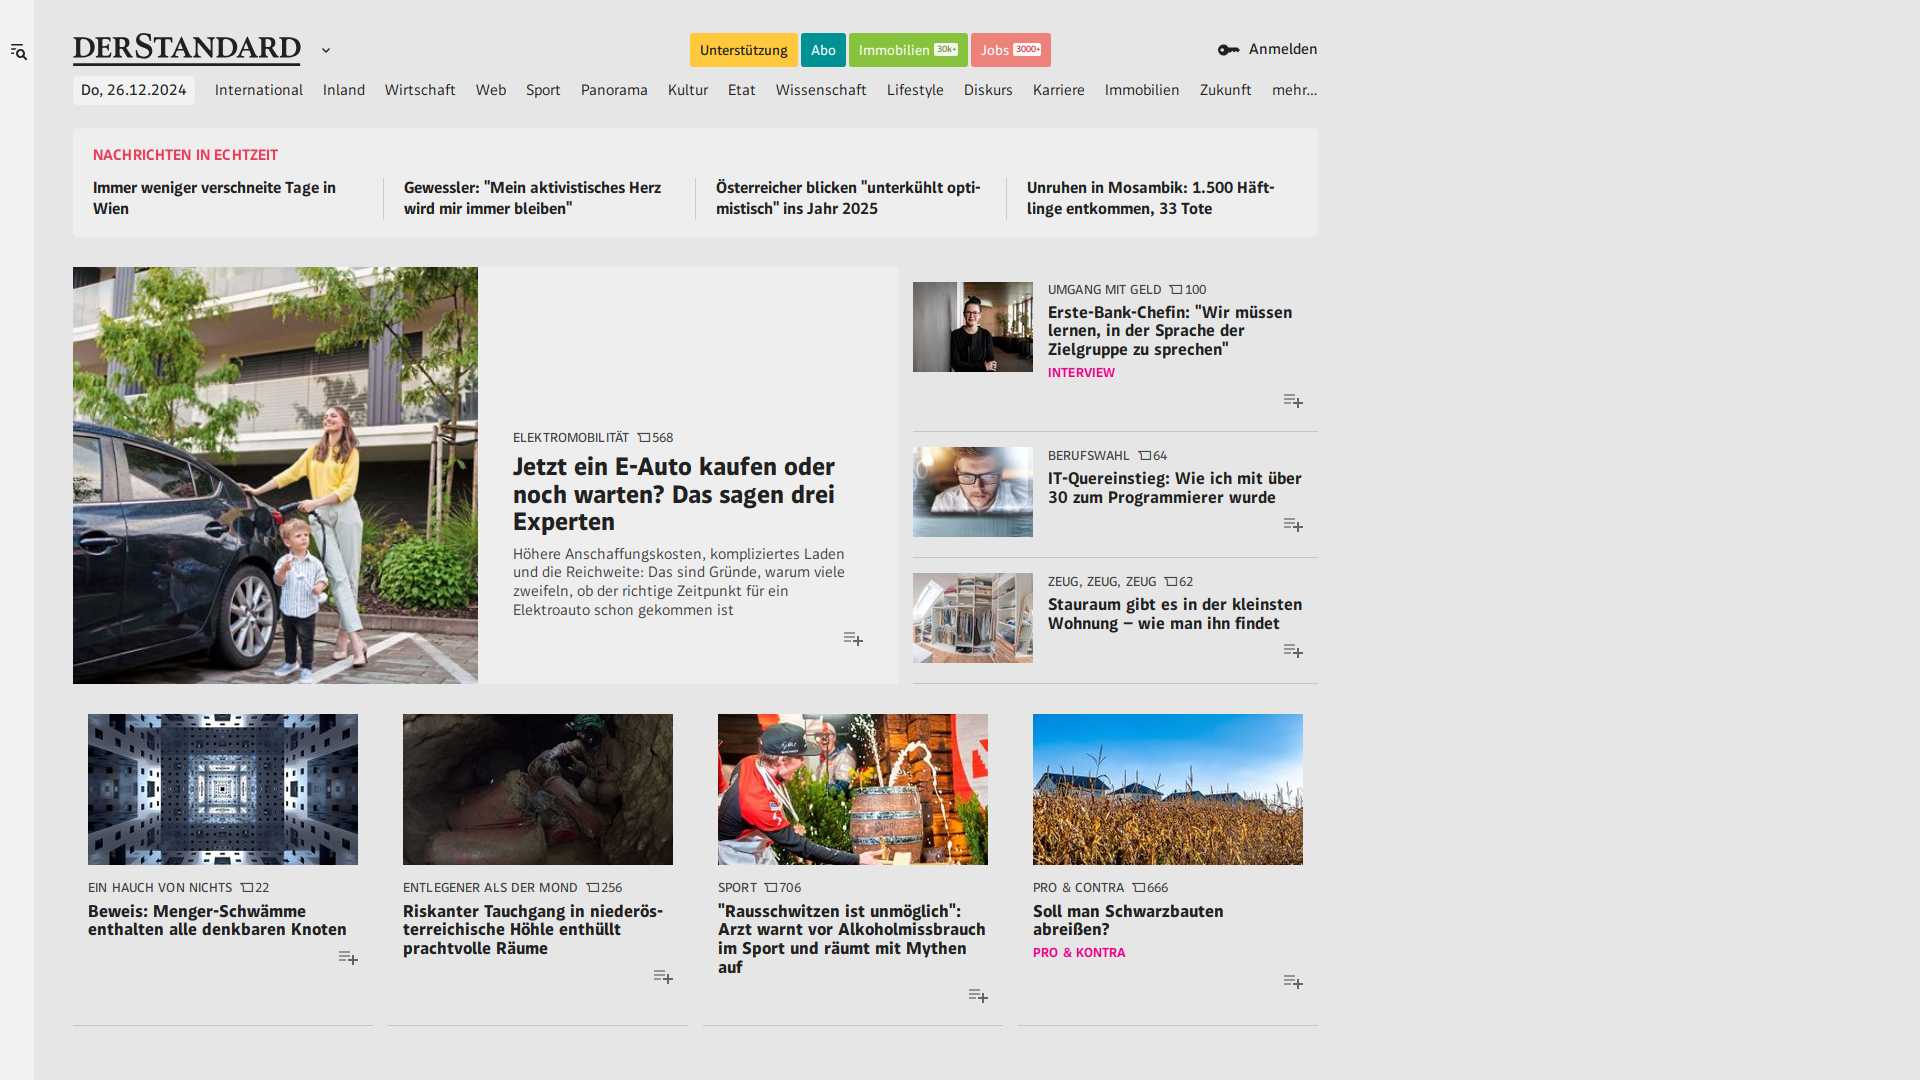 DERSTANDARD
Unterstützung
Abo
Immobilien 30k+
Jobs 3000+
Anmelden
Do, 26.12.2024
International
Inland
Wirtschaft
Web
Sport
Panorama
Kultur
Etat
Wissenschaft
Lifestyle
Diskurs
Karriere
Immobilien
Zukunft
mehr...
NACHRICHTEN IN ECHTZEIT
Immer weniger verschneite Tage in
Wien
Gewessler: "Mein aktivistisches Herz
wird mir immer bleiben"
Österreicher blicken "unterkühlt opti-
mistisch" ins Jahr 2025
Unruhen in Mosambik: 1.500 Häft-
linge entkommen, 33 Tote
ELEKTROMOBILITÄT 568
Jetzt ein E-Auto kaufen oder
noch warten? Das sagen drei
Experten
Höhere Anschaffungskosten, kompliziertes Laden
und die Reichweite: Das sind Gründe, warum viele
zweifeln, ob der richtige Zeitpunkt für ein
Elektroauto schon gekommen ist
UMGANG MIT GELD 100
Erste-Bank-Chefin: "Wir müssen
lernen, in der Sprache der
Zielgruppe zu sprechen"
INTERVIEW
BERUFSWAHL 64
IT-Quereinstieg: Wie ich mit über
30 zum Programmierer wurde
ZEUG, ZEUG, ZEUG 62
Stauraum gibt es in der kleinsten
Wohnung – wie man ihn findet
EIN HAUCH VON NICHTS 22
Beweis: Menger-Schwämme
enthalten alle denkbaren Knoten
ENTLEGENER ALS DER MOND 256
Riskanter Tauchgang in niederös-
terreichische Höhle enthüllt
prachtvolle Räume
SPORT 706
"Rausschwitzen ist unmöglich":
Arzt warnt vor Alkoholmissbrauch
im Sport und räumt mit Mythen
auf
PRO & CONTRA 666
Soll man Schwarzbauten
abreißen?
PRO & KONTRA